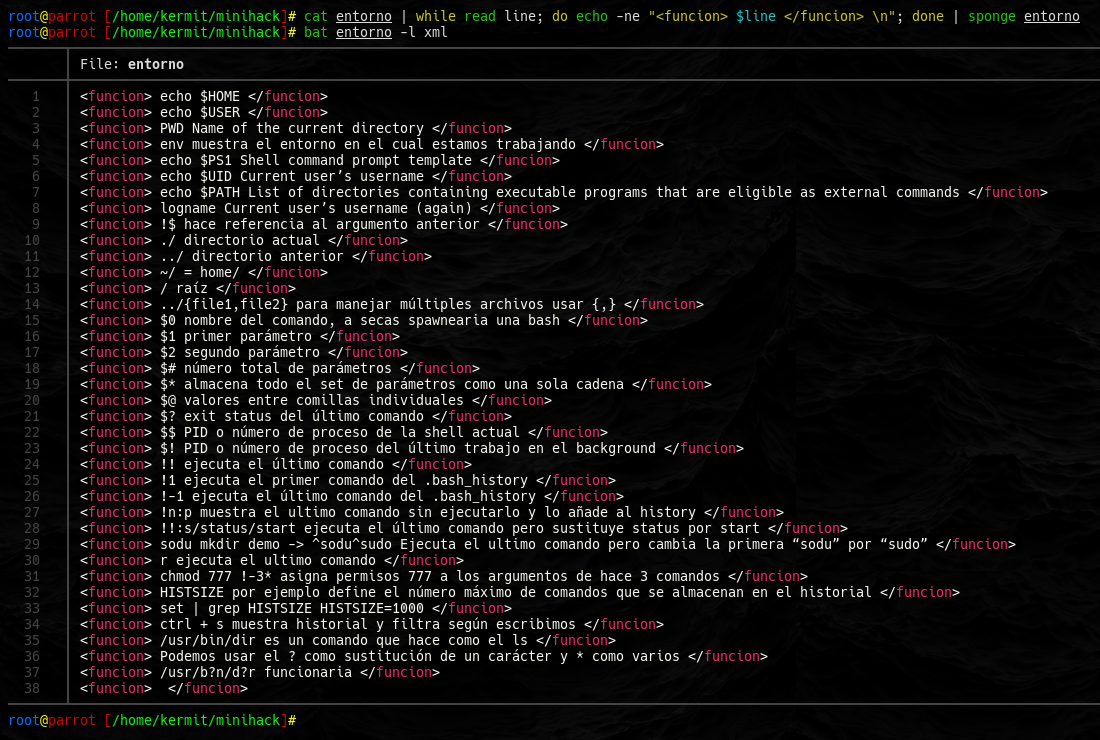 root@parrot [/home/kermit/minihack]# cat entorno | while read line; do echo -ne "<funcion> $line </funcion> \n"; done | sponge entorno
root@parrot [/home/kermit/minihack]# bat entorno -l xml
File: entorno
1 <funcion> echo $HOME </funcion>
2 <funcion> echo $USER </funcion>
3 <funcion> PWD Name of the current directory </funcion>
4 <funcion> env muestra el entorno en el cual estamos trabajando </funcion>
5 <funcion> echo $PS1 Shell command prompt template </funcion>
6 <funcion> echo $UID Current user’s username </funcion>
7 <funcion> echo $PATH List of directories containing executable programs that are eligible as external commands </funcion>
8 <funcion> logname Current user’s username (again) </funcion>
9 <funcion> !$ hace referencia al argumento anterior </funcion>
10 <funcion> ./ directorio actual </funcion>
11 <funcion> ../ directorio anterior </funcion>
12 <funcion> ~/ = home/ </funcion>
13 <funcion> / raíz </funcion>
14 <funcion> ../{file1,file2} para manejar múltiples archivos usar {,} </funcion>
15 <funcion> $0 nombre del comando, a secas spawnearia una bash </funcion>
16 <funcion> $1 primer parámetro </funcion>
17 <funcion> $2 segundo parámetro </funcion>
18 <funcion> $# número total de parámetros </funcion>
19 <funcion> $* almacena todo el set de parámetros como una sola cadena </funcion>
20 <funcion> $@ valores entre comillas individuales </funcion>
21 <funcion> $? exit status del último comando </funcion>
22 <funcion> $$ PID o número de proceso de la shell actual </funcion>
23 <funcion> $! PID o número de proceso del último trabajo en el background </funcion>
24 <funcion> !! ejecuta el último comando </funcion>
25 <funcion> !1 ejecuta el primer comando del .bash_history </funcion>
26 <funcion> !-1 ejecuta el último comando del .bash_history </funcion>
27 <funcion> !n:p muestra el ultimo comando sin ejecutarlo y lo añade al history </funcion>
28 <funcion> !!:s/status/start ejecuta el último comando pero sustituye status por start </funcion>
29 <funcion> sodu mkdir demo -> ^sodu^sudo Ejecuta el ultimo comando pero cambia la primera “sodu” por “sudo” </funcion>
30 <funcion> r ejecuta el ultimo comando </funcion>
31 <funcion> chmod 777 !-3* asigna permisos 777 a los argumentos de hace 3 comandos </funcion>
32 <funcion> HISTSIZE por ejemplo define el número máximo de comandos que se almacenan en el historial </funcion>
33 <funcion> set | grep HISTSIZE HISTSIZE=1000 </funcion>
34 <funcion> ctrl + s muestra historial y filtra según escribimos </funcion>
35 <funcion> /usr/bin/dir es un comando que hace como el ls </funcion>
36 <funcion> Podemos usar el ? como sustitución de un carácter y * como varios </funcion>
37 <funcion> /usr/b?n/d?r funcionaria </funcion>
38 <funcion>  </funcion>
root@parrot [/home/kermit/minihack]#